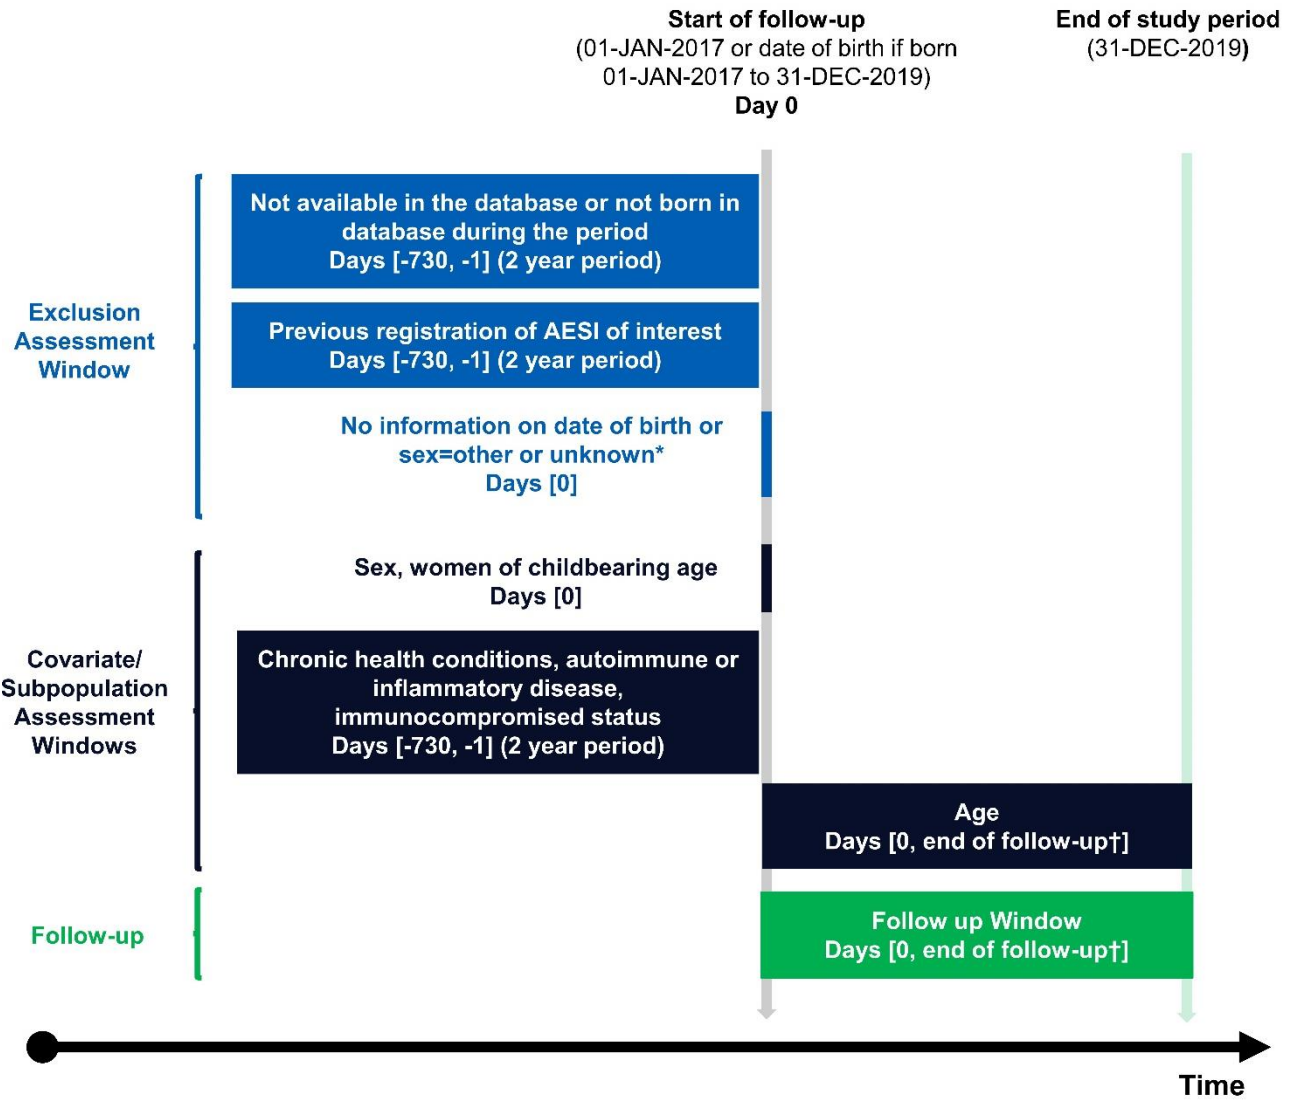 Start of follow-up
(01-JAN-2017 or date of birth if born
01-JAN-2017 to 31-DEC-2019)
Day 0
End of study period
(31-DEC-2019)
Exclusion
Assessment
Window
Not available in the database or not born in
database during the period
Days [-730, -1] (2 year period)
Previous registration of AESI of interest
Days [-730, -1] (2 year period)
No information on date of birth or
sex=other or unknown*
Days [0]
Covariate/
Subpopulation
Assessment
Windows
Sex, women of childbearing age
Days [0]
Chronic health conditions, autoimmune or
inflammatory disease,
immunocompromised status
Days [-730, -1] (2 year period)
Age
Days [0, end of follow-up†]
Follow-up
Follow up Window
Days [0, end of follow-up†]
Time